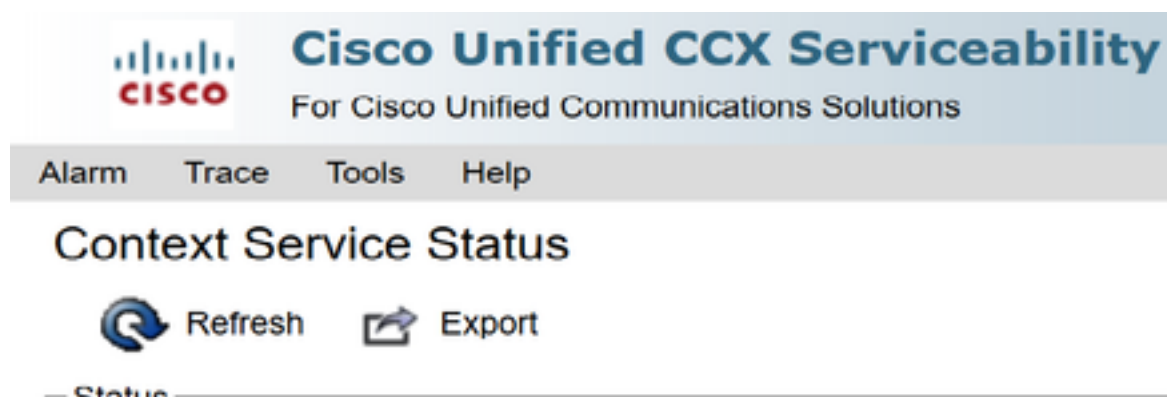 Cisco Unified CCX Serviceability
CISCO
For Cisco Unified Communications Solutions
Alarm Trace Tools Help
Context Service Status
Refresh Export
Status